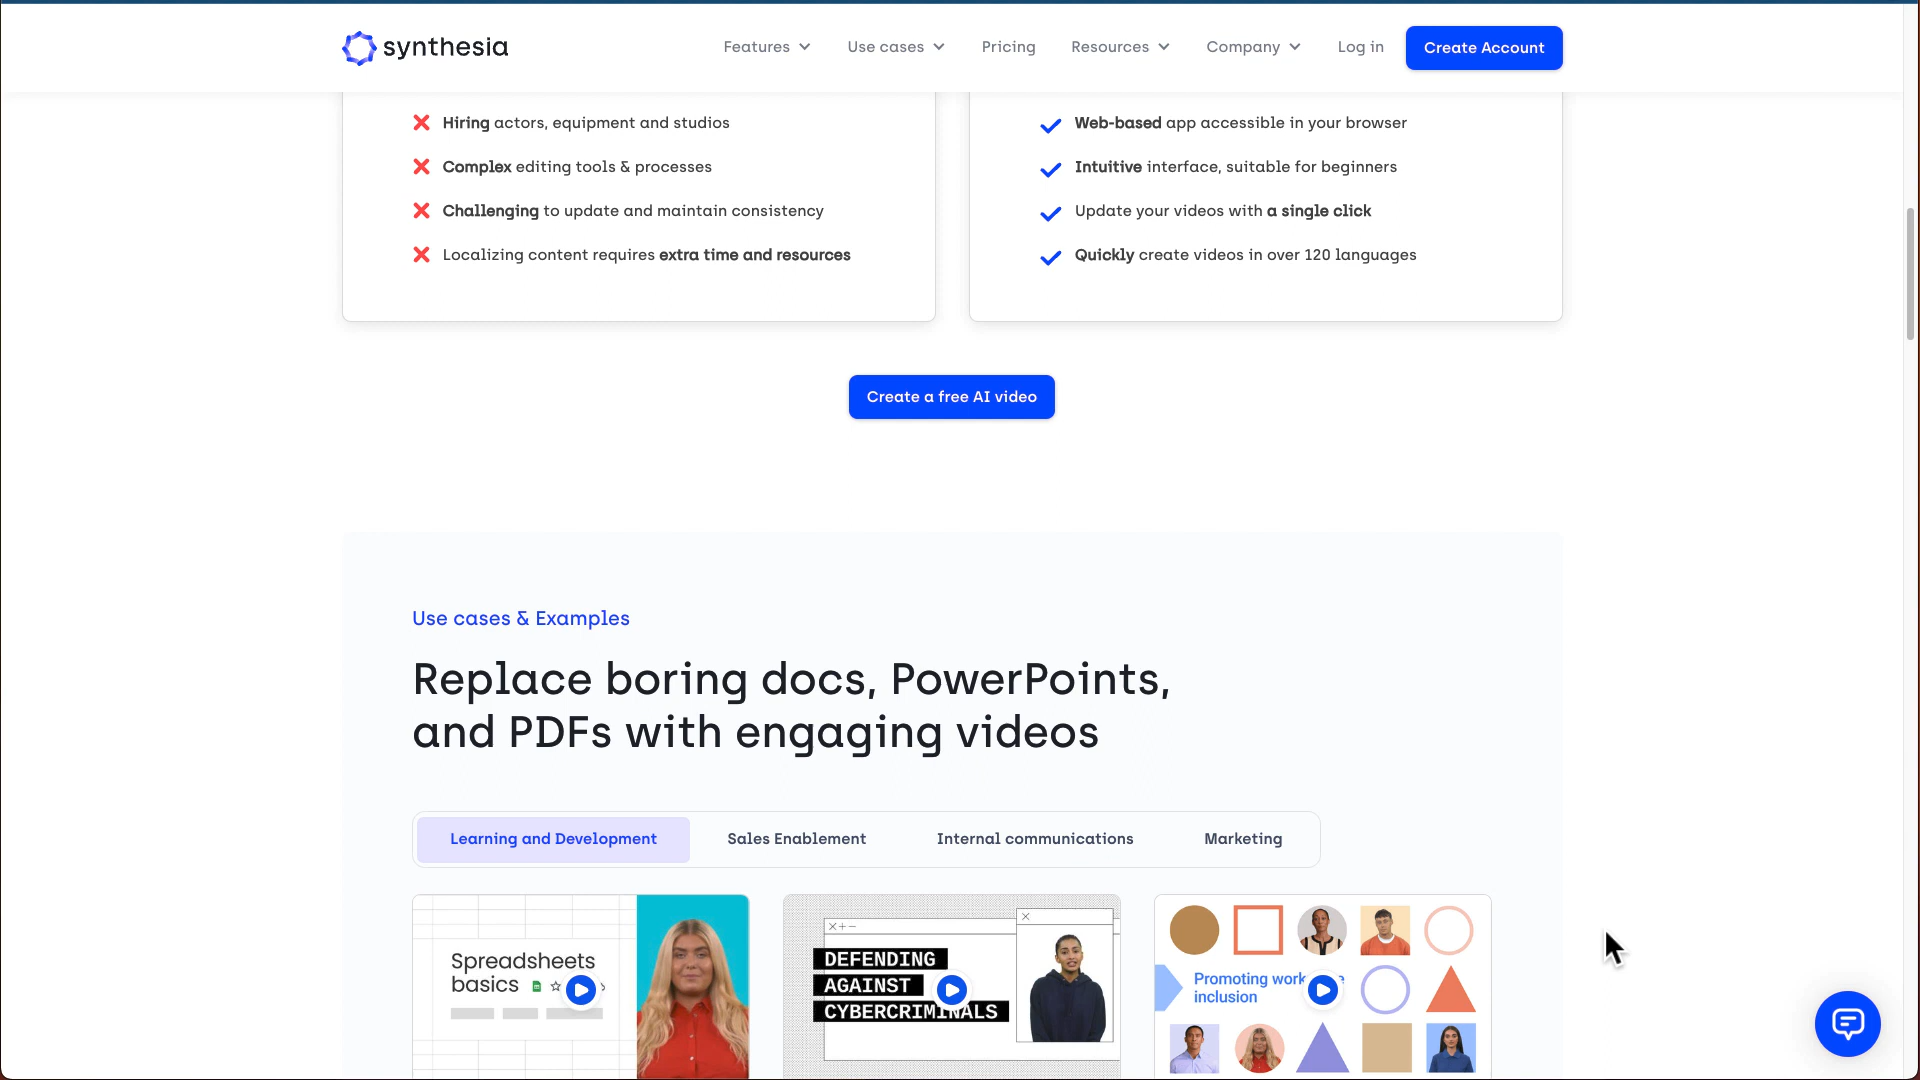 synthesia
Features
Use cases
Pricing
Resources
Company
Log in
Create Account
Hiring actors, equipment and studios
Complex editing tools & processes
Challenging to update and maintain consistency
Localizing content requires extra time and resources
Web-based app accessible in your browser
Intuitive interface, suitable for beginners
Update your videos with a single click
Quickly create videos in over 120 languages
Create a free AI video
Use cases & Examples
Replace boring docs, PowerPoints,
and PDFs with engaging videos
Learning and Development
Sales Enablement
Internal communications
Marketing
Spreadsheets
basics
DEFENDING
AGAINST
CYBERCRIMINALS
Promoting
inclusion